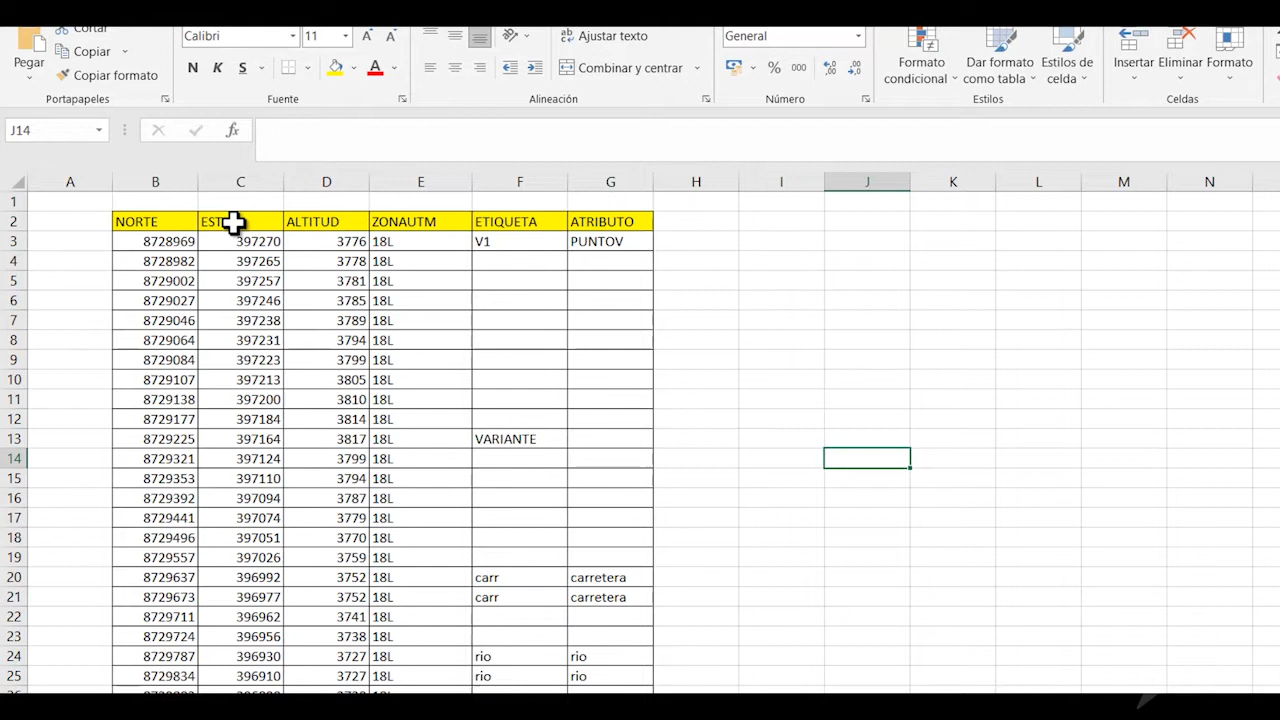 Cortar
Copiar
Copiar formato
Pegar
Portapapeles
Calibri 11
N K S
Fuente
Ajustar texto
Combinar y centrar
Alineación
General
% 000
Número
Formato condicional
Dar formato como tabla
Estilos de celda
Estilos
Insertar Eliminar Formato
Celdas
J14 fx
A B C D E F G H I J K L M N
1
2 NORTE ALTITUD ZONAUTM ETIQUETA ATRIBUTO
3 8728969 397270 3776 18L V1 PUNTOV
4 8728982 397265 3778 18L
5 8729002 397257 3781 18L
6 8729027 397246 3785 18L
7 8729046 397238 3789 18L
8 8729064 397231 3794 18L
9 8729084 397223 3799 18L
10 8729107 397213 3805 18L
11 8729138 397200 3810 18L
12 8729177 397184 3814 18L
13 8729225 397164 3817 18L VARIANTE
14 8729321 397124 3799 18L
15 8729353 397110 3794 18L
16 8729392 397094 3787 18L
17 8729441 397074 3779 18L
18 8729496 397051 3770 18L
19 8729557 397026 3759 18L
20 8729637 396992 3752 18L carr carretera
21 8729673 396977 3752 18L carr carretera
22 8729711 396962 3741 18L
23 8729724 396956 3738 18L
24 8729787 396930 3727 18L rio rio
25 8729834 396910 3727 18L rio rio